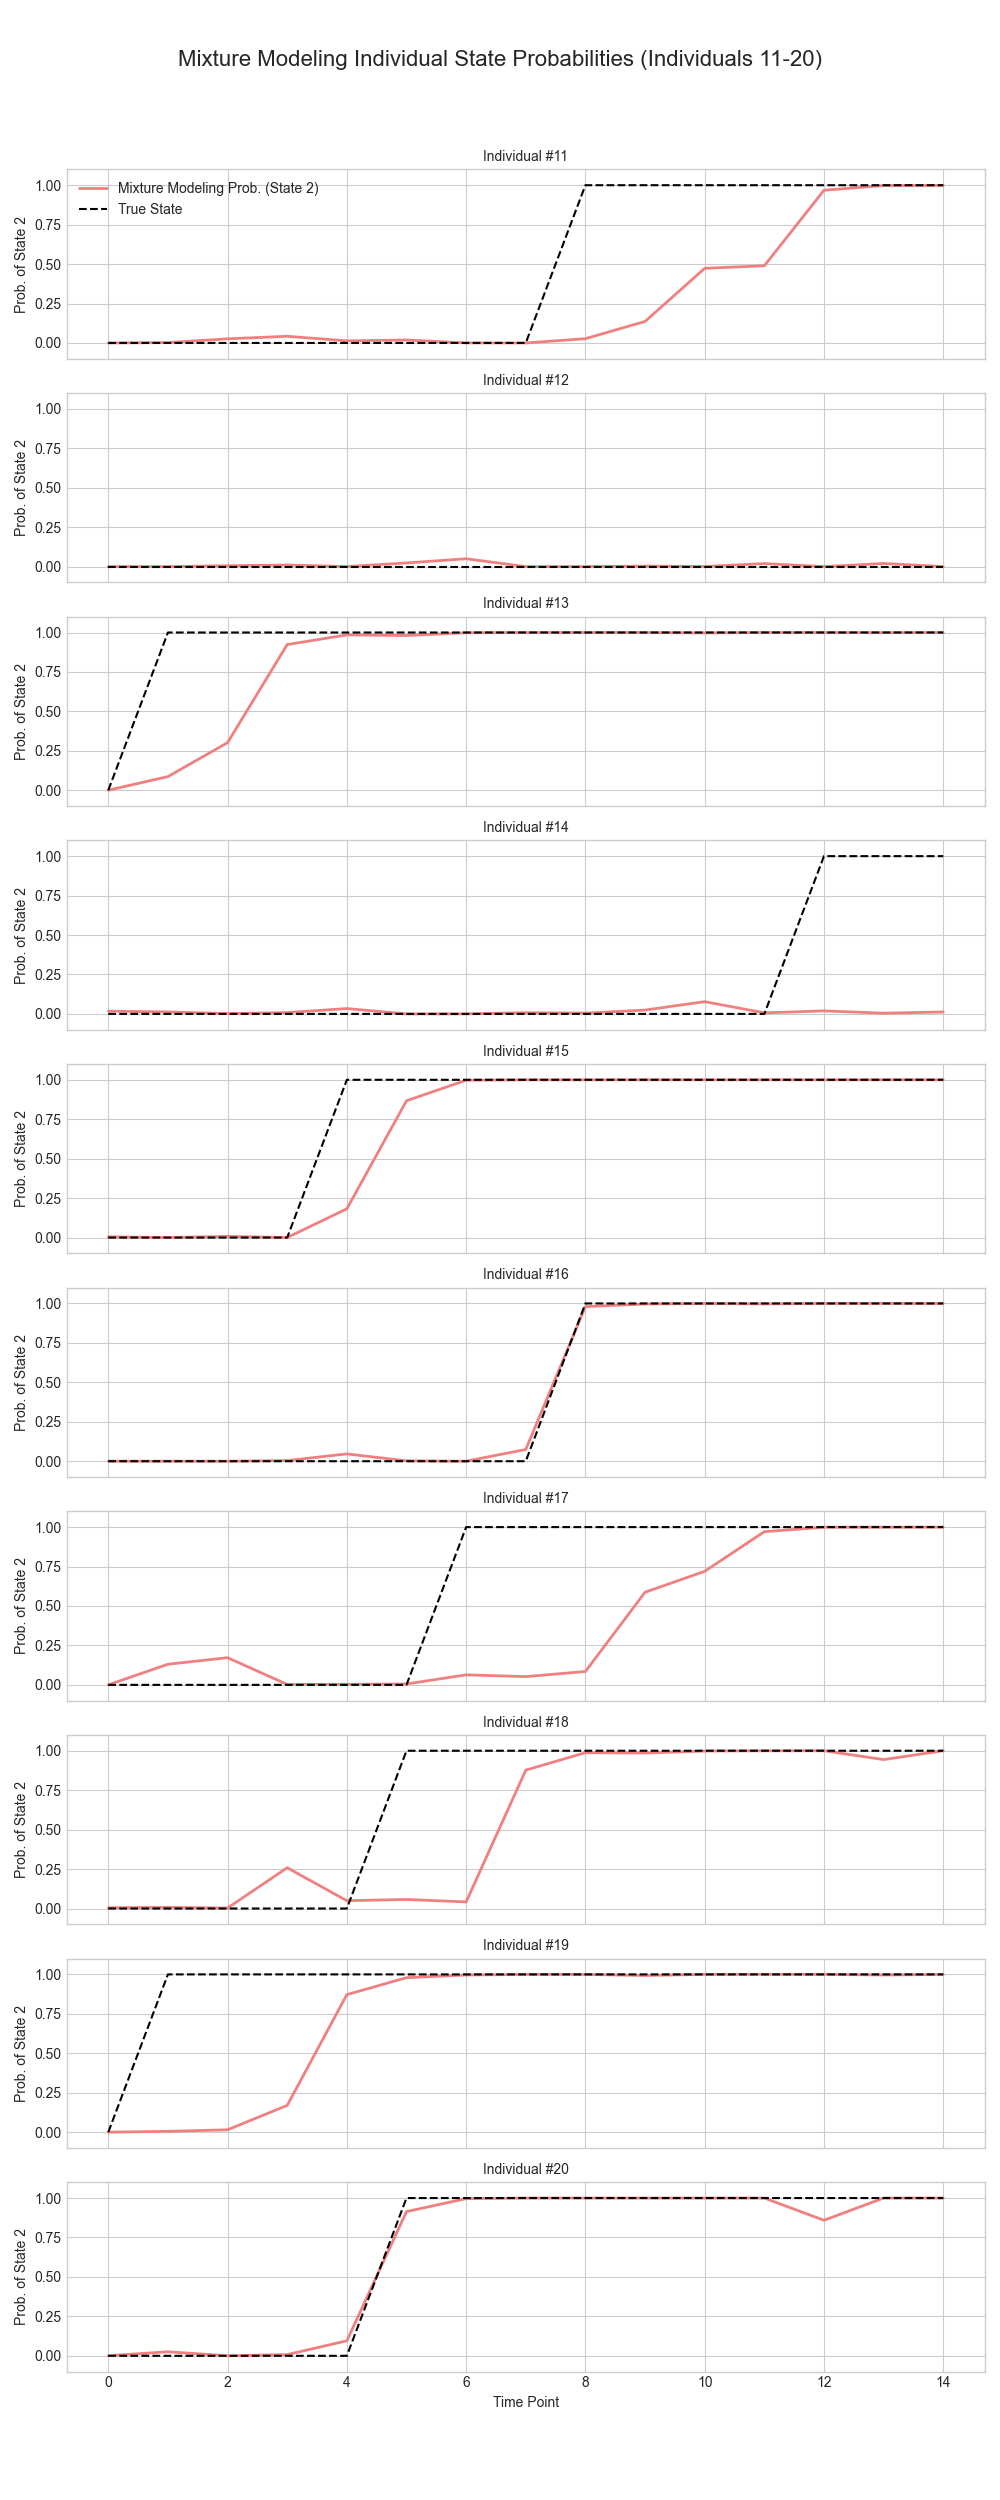 Mixture Modeling Individual State Probabilities (Individuals 11-20)
Individual #11
Mixture Modeling Prob. (State 2)
True State
1.00
0.75
0.50
0.25
0.00
Prob. of State 2
Individual #12
1.00
0.75
0.50
0.25
0.00
Prob. of State 2
Individual #13
1.00
0.75
0.50
0.25
0.00
Prob. of State 2
Individual #14
1.00
0.75
0.50
0.25
0.00
Prob. of State 2
Individual #15
1.00
0.75
0.50
0.25
0.00
Prob. of State 2
Individual #16
1.00
0.75
0.50
0.25
0.00
Prob. of State 2
Individual #17
1.00
0.75
0.50
0.25
0.00
Prob. of State 2
Individual #18
1.00
0.75
0.50
0.25
0.00
Prob. of State 2
Individual #19
1.00
0.75
0.50
0.25
0.00
Prob. of State 2
Individual #20
1.00
0.75
0.50
0.25
0.00
Prob. of State 2
0 2 4 6 8 10 12 14
Time Point